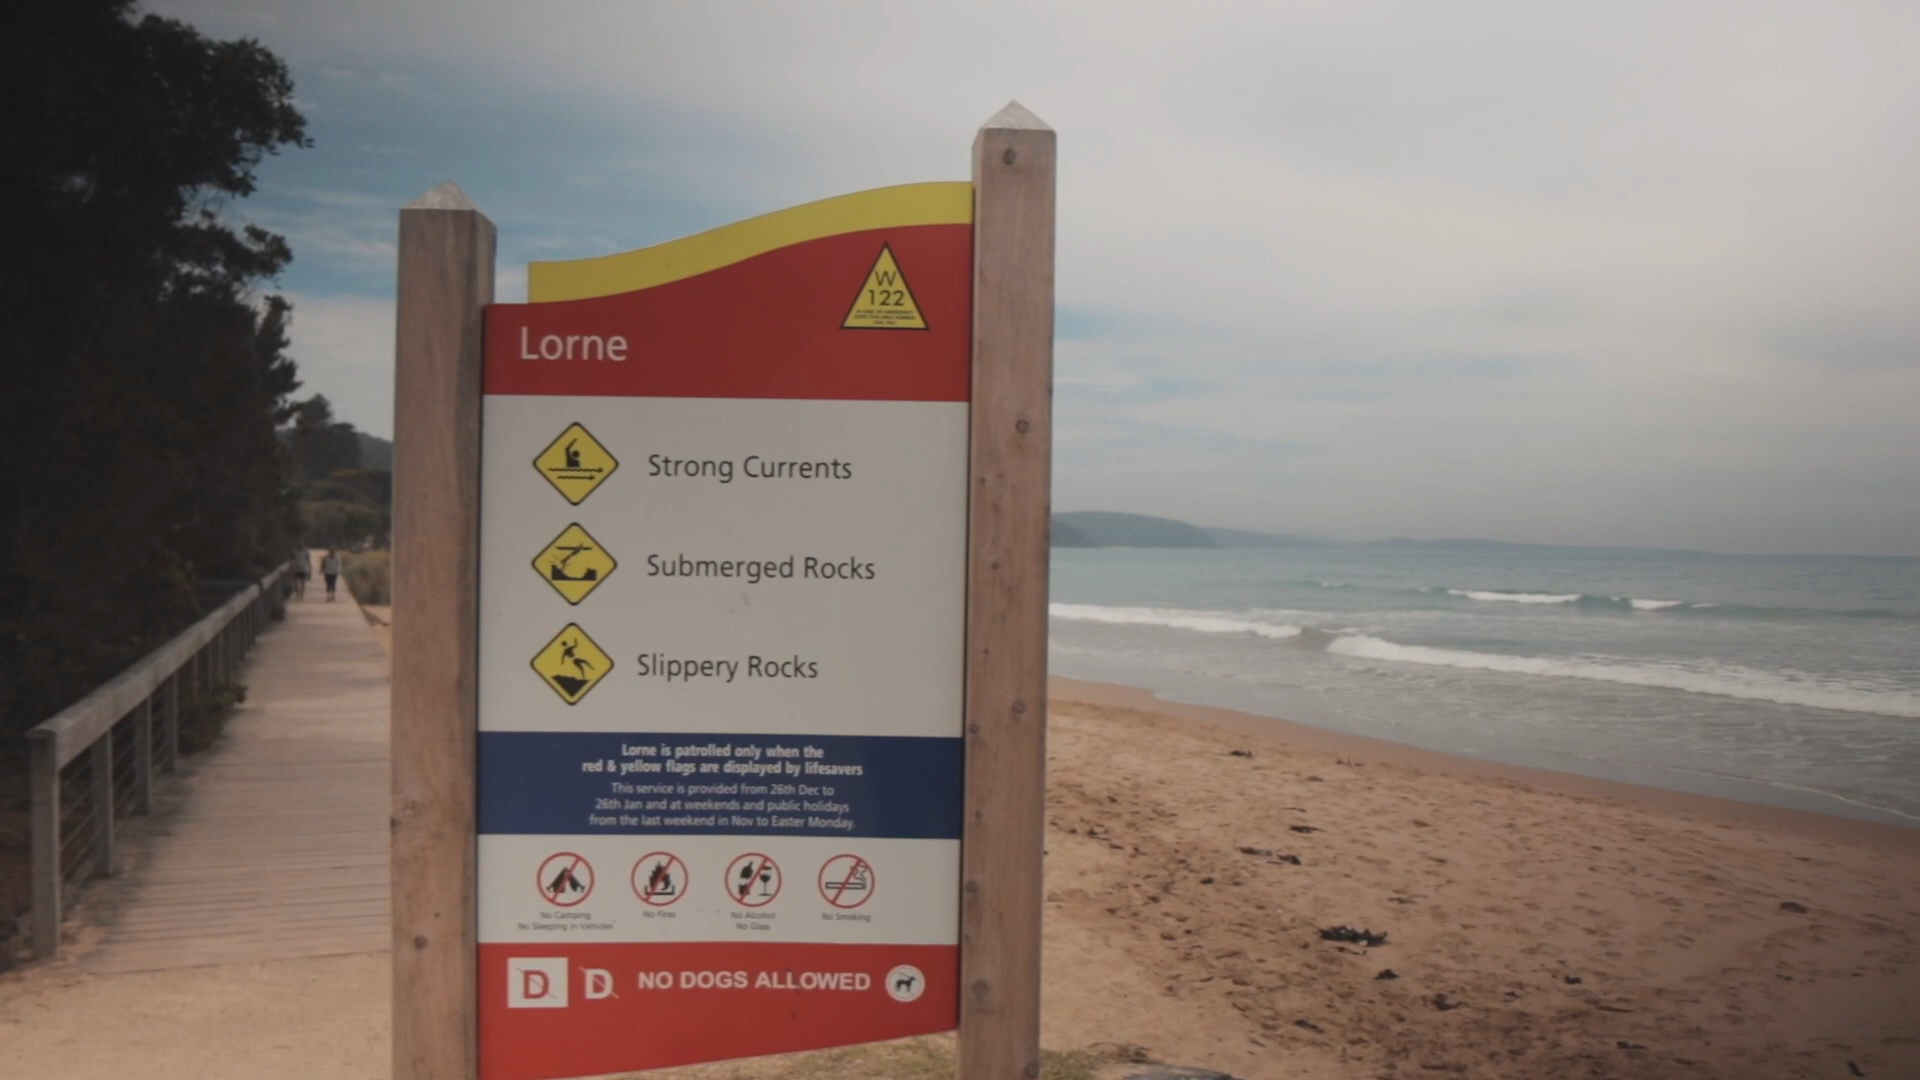 W
122
Lorne
Strong Currents
Submerged Rocks
Slippery Rocks
Lorne is patrolled only when the
red & yellow flags are displayed by lifesavers
This service is provided from 26th Dec to
26th Jan and at weekends and public holidays
from the last weekend in Nov to Easter Monday.
No Camping
No Sleeping in Vehicles
No Fires
No Alcohol
No Glass
No Smoking
D D NO DOGS ALLOWED